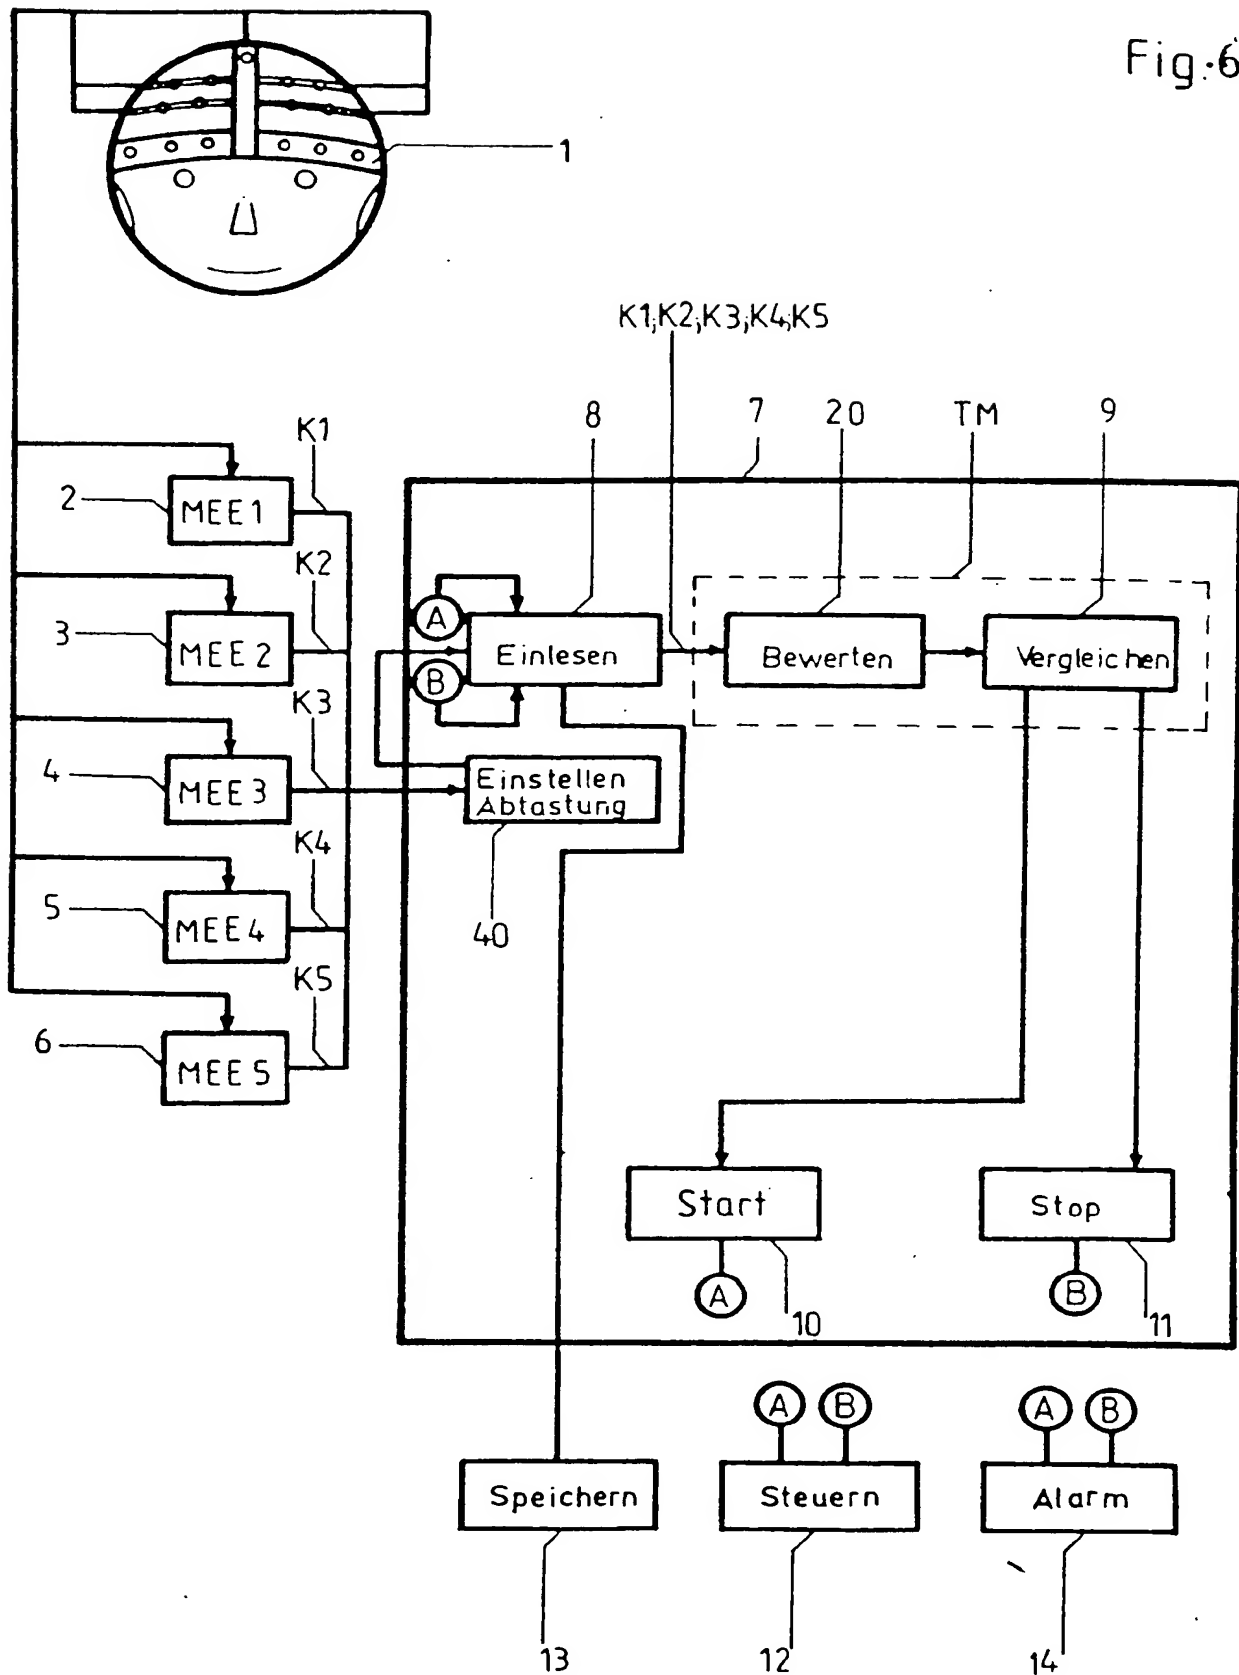 Fig.6
1
K1,K2,K3,K4,K5
8
7
20
TM
9
K1
2
MEE1
K2
3
MEE2
A
Einlesen
B
Bewerten
Vergleichen
K3
4
MEE3
Einstellen
Abtastung
K4
5
MEE4
40
K5
6
MEE5
Start
Stop
A
10
B
11
A
B
A
B
Speichern
Steuern
Alarm
13
12
14